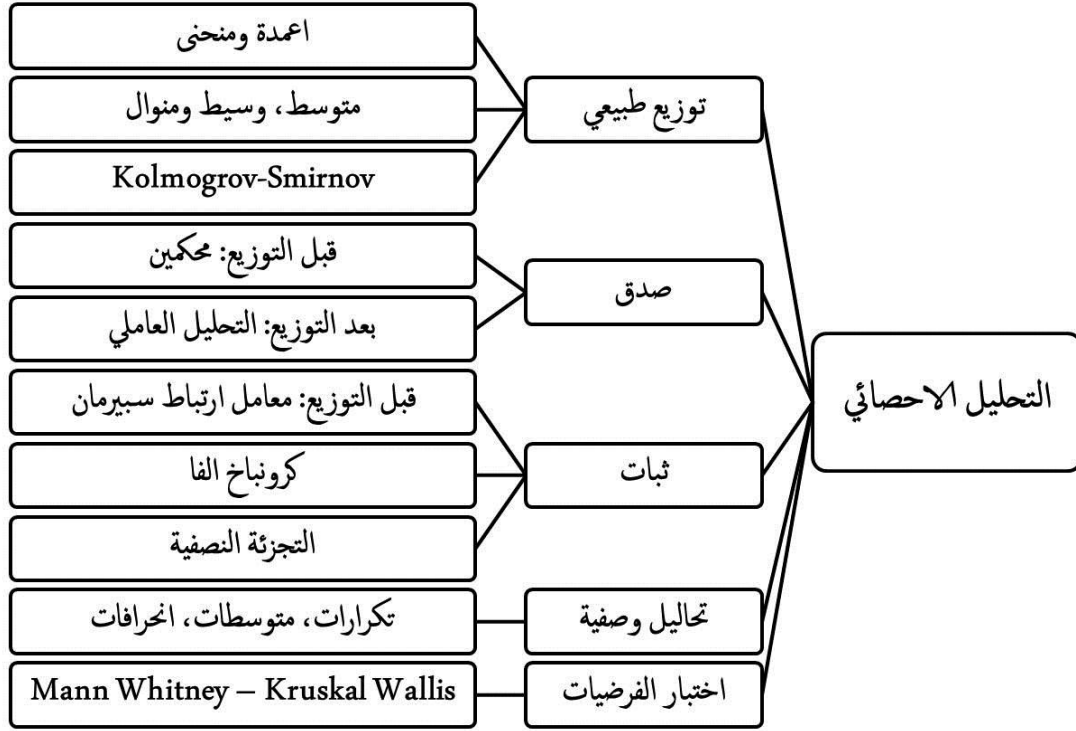 التحليل الاحصائي
توزيع طبيعي
اعمدة ومنحنى
متوسط، وسيط ومنوال
Kolmogrov-Smirnov
صدق
قبل التوزيع: محكمين
بعد التوزيع: التحليل العاملي
ثبات
قبل التوزيع: معامل ارتباط سبيرمان
كرونباخ الفا
التجزئة النصفية
تحاليل وصفية
تكرارات، متوسطات، انحرافات
اختبار الفرضيات
Mann Whitney – Kruskal Wallis